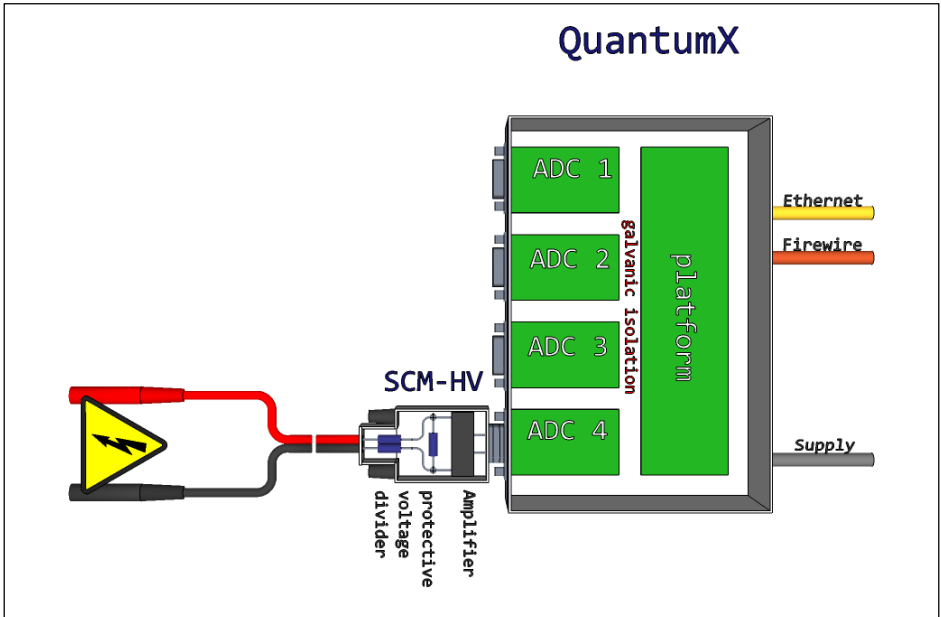 QuantumX
ADC 1
ADC 2
ADC 3
ADC 4
galvanic isolation
platform
Ethernet
Firewire
Supply
SCM-HV
Amplifier
protective
voltage
divider